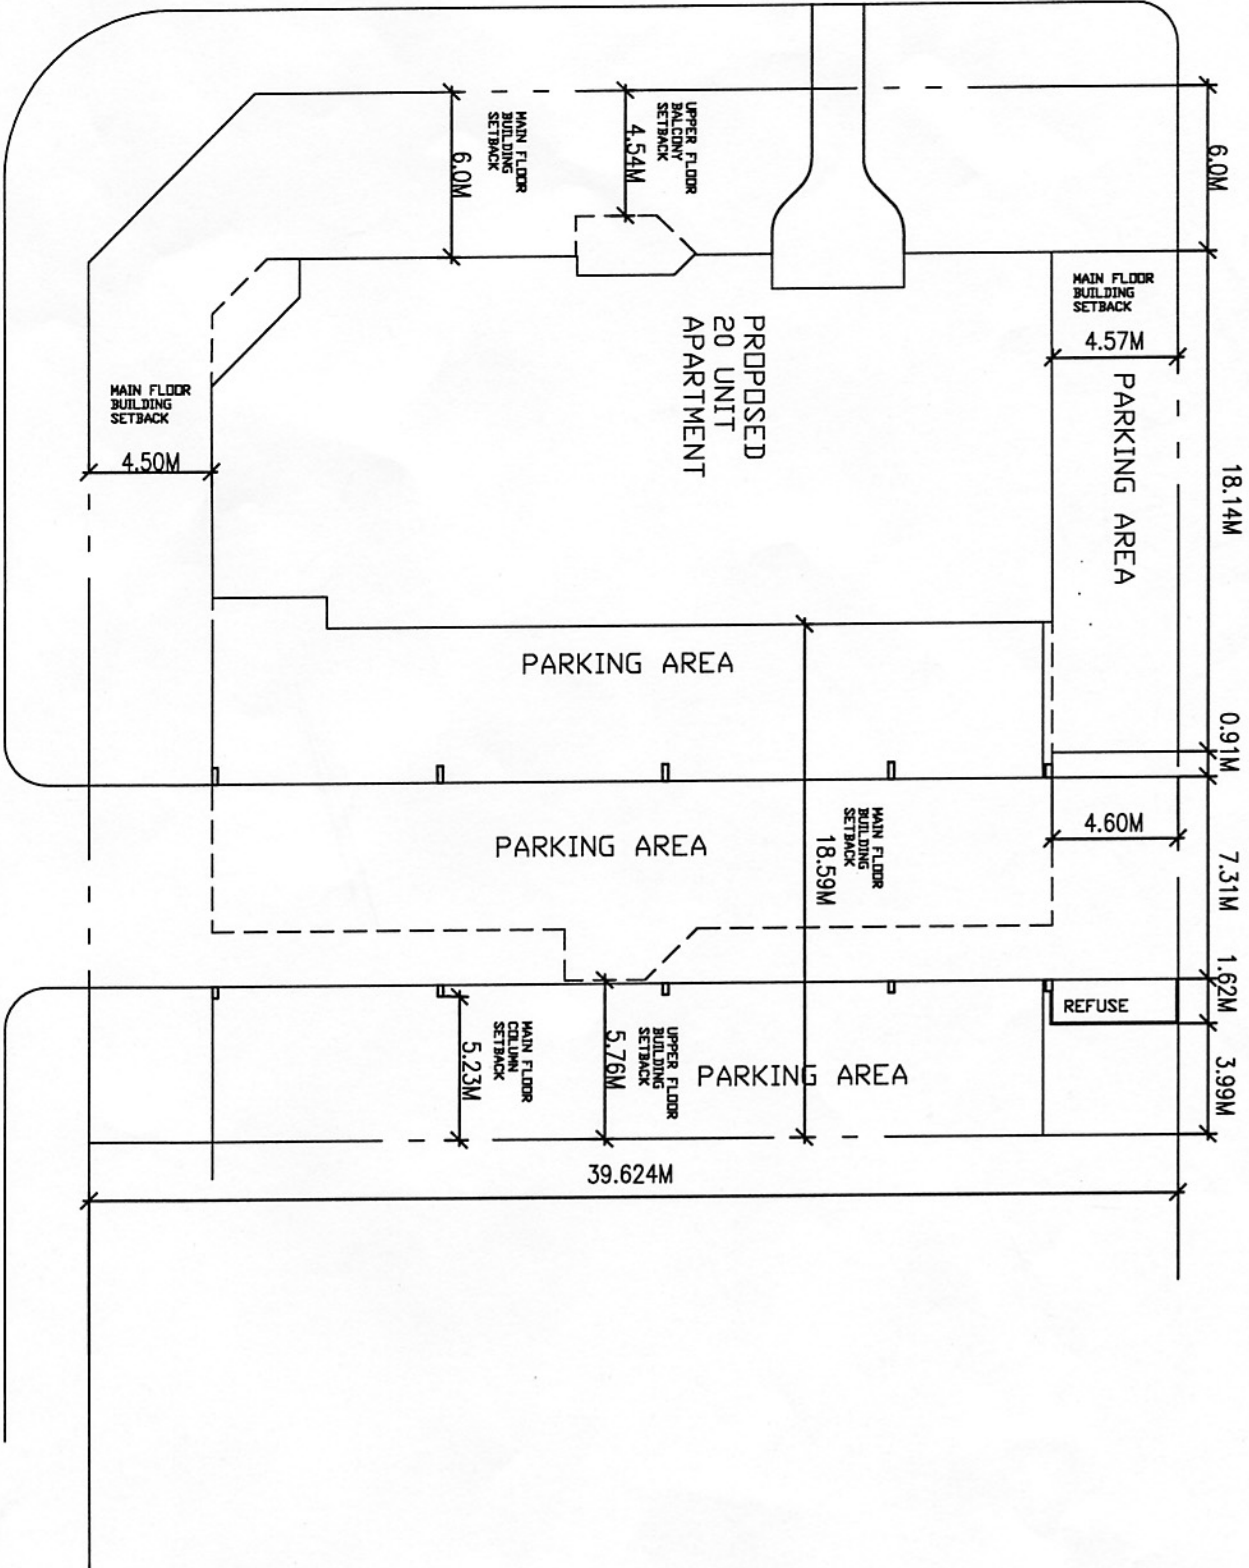 6.0M
UPPER FLOOR
BALCONY
SETBACK
4.54M
MAIN FLOOR
BUILDING
SETBACK
6.0M
MAIN FLOOR
BUILDING
SETBACK
4.57M
PROPOSED
20 UNIT
APARTMENT
PARKING AREA
MAIN FLOOR
BUILDING
SETBACK
4.50M
18.14M
PARKING AREA
0.91M
MAIN FLOOR
BUILDING
SETBACK
18.59M
4.60M
PARKING AREA
7.31M
1.62M
REFUSE
MAIN FLOOR
COLUMN
SETBACK
5.23M
UPPER FLOOR
BUILDING
SETBACK
5.76M
PARKING AREA
3.99M
39.624M